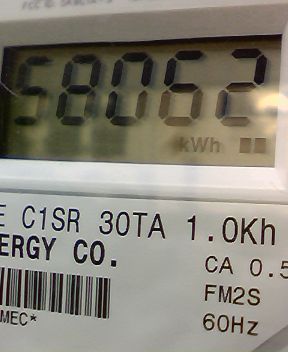 58062
kWh
E C1SR 30TA 1.0Kh
ERGY CO.
CA 0.5
FM2S
MEC*
60Hz